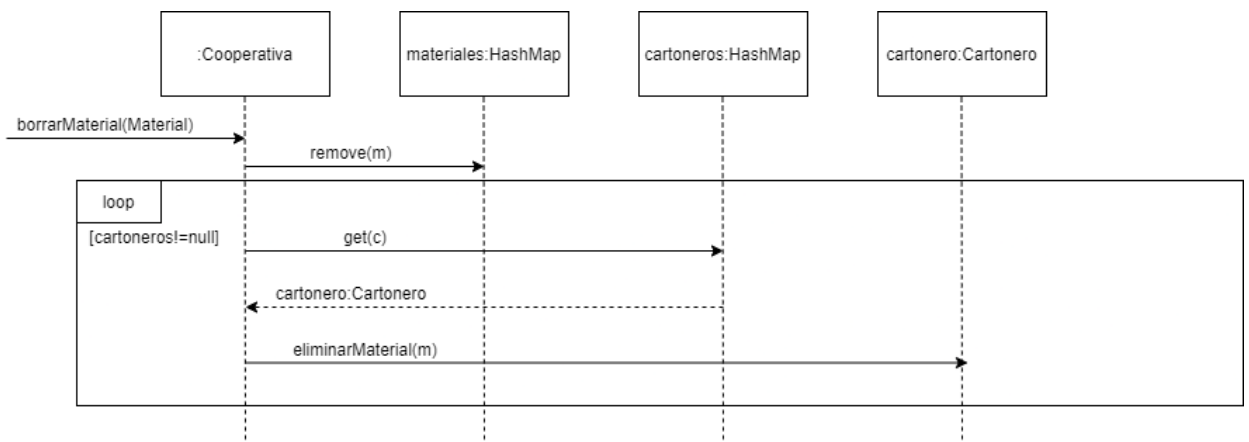 :Cooperativa
materiales:HashMap
cartoneros:HashMap
cartonero:Cartonero
borrarMaterial(Material)
remove(m)
loop
[cartoneros!=null]
get(c)
cartonero:Cartonero
eliminarMaterial(m)